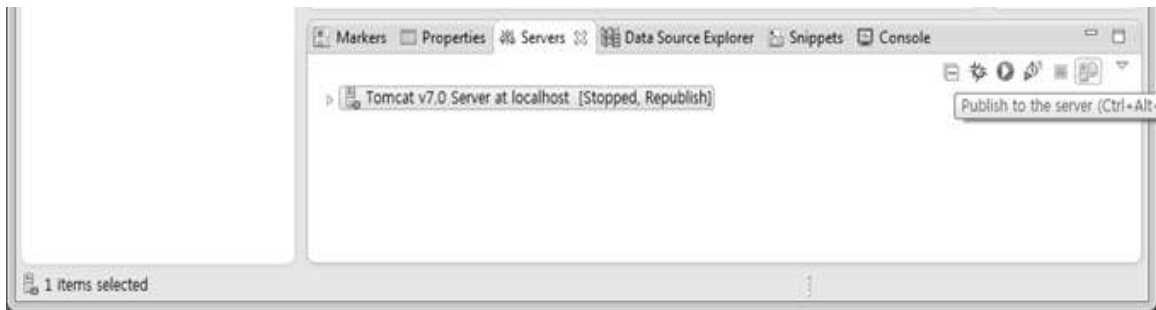 Markers Properties Servers Data Source Explorer Snippets Console
Tomcat v7.0 Server at localhost [Stopped, Republish]
Publish to the server (Ctrl+Alt+
1 items selected